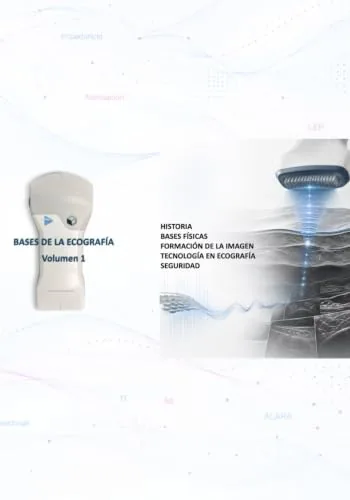 BASES DE LA ECOGRAFÍA
Volumen 1
HISTORIA
BASES FÍSICAS
FORMACIÓN DE LA IMAGEN
TECNOLOGÍA EN ECOGRAFÍA
SEGURIDAD
ALARA